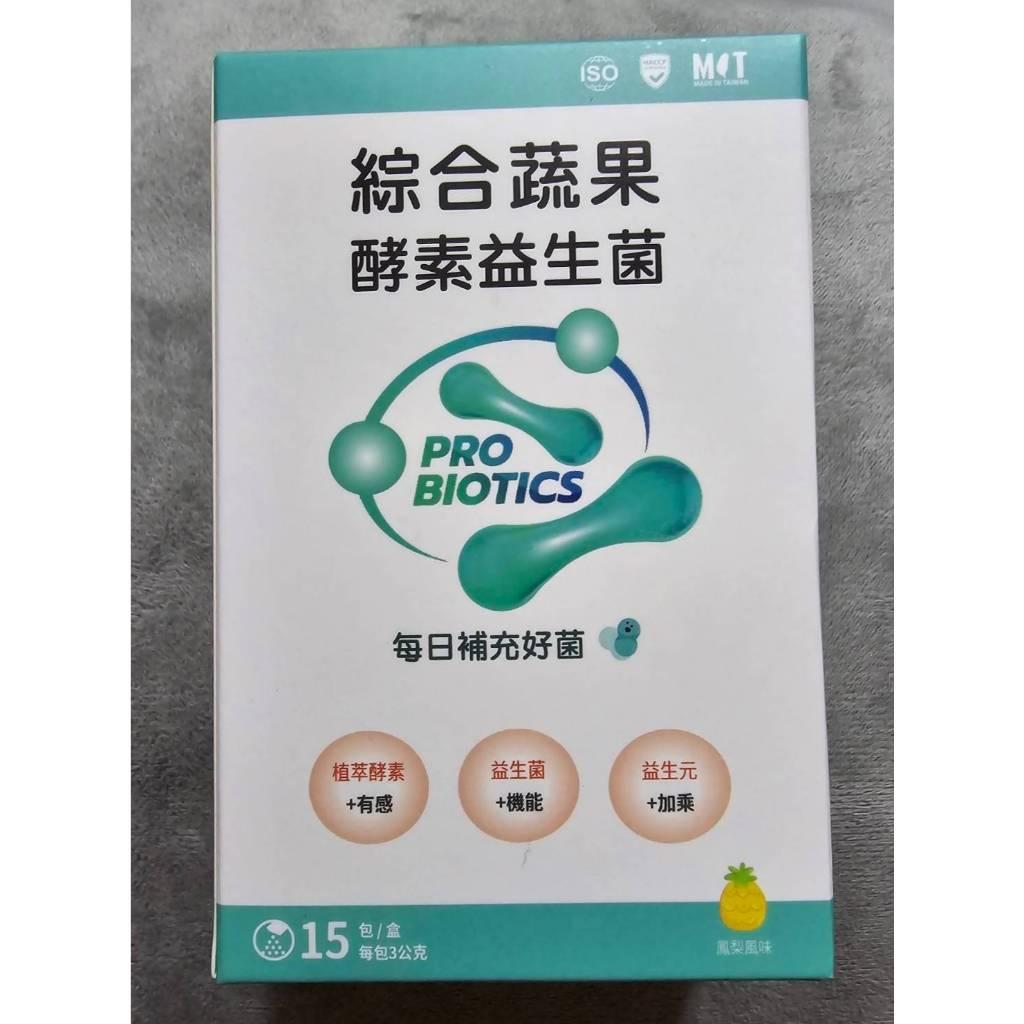 ISO
HACCP
MIT
MADE IN TAIWAN
綜合蔬果
酵素益生菌
PRO
BIOTICS
每日補充好菌
植萃酵素
+有感
益生菌
+機能
益生元
+加乘
15 包/盒
每包3公克
鳳梨風味